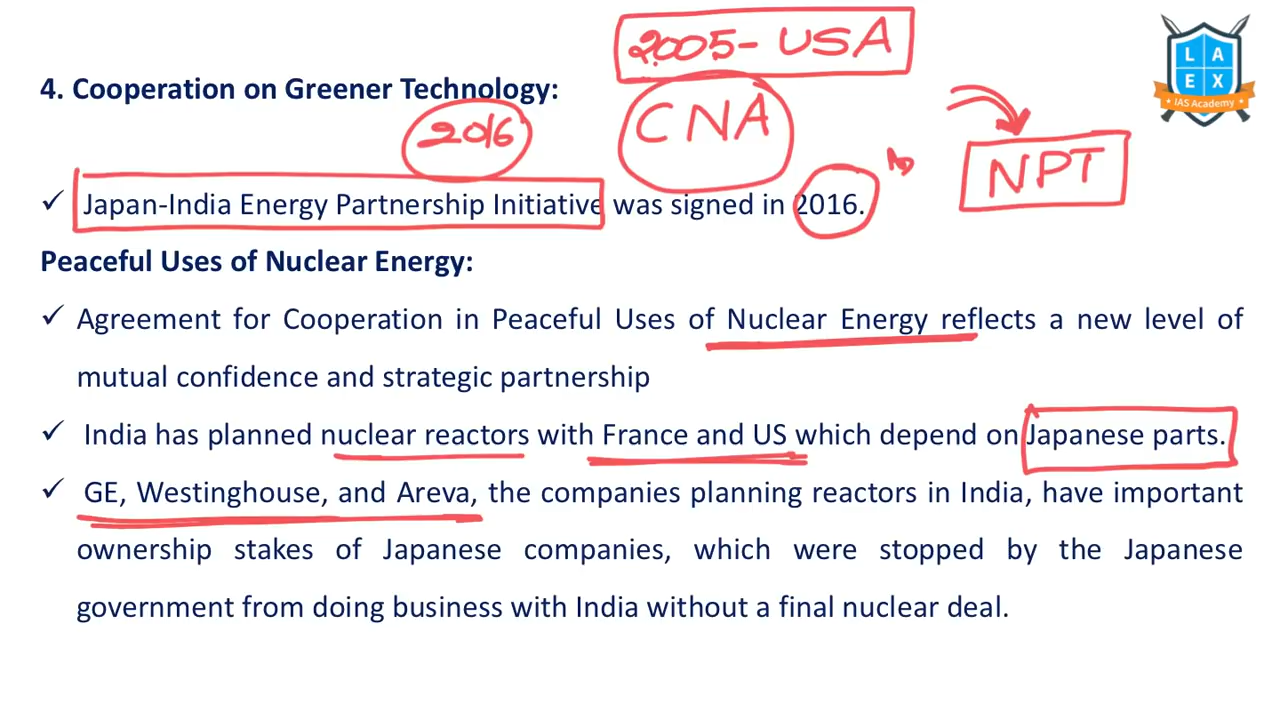 2005- USA
L A
E X
IAS Academy
4. Cooperation on Greener Technology:
2016
CNA
NPT
✓ Japan-India Energy Partnership Initiative was signed in 2016.
Peaceful Uses of Nuclear Energy:
✓ Agreement for Cooperation in Peaceful Uses of Nuclear Energy reflects a new level of
mutual confidence and strategic partnership
✓ India has planned nuclear reactors with France and US which depend on Japanese parts.
✓ GE, Westinghouse, and Areva, the companies planning reactors in India, have important
ownership stakes of Japanese companies, which were stopped by the Japanese
government from doing business with India without a final nuclear deal.